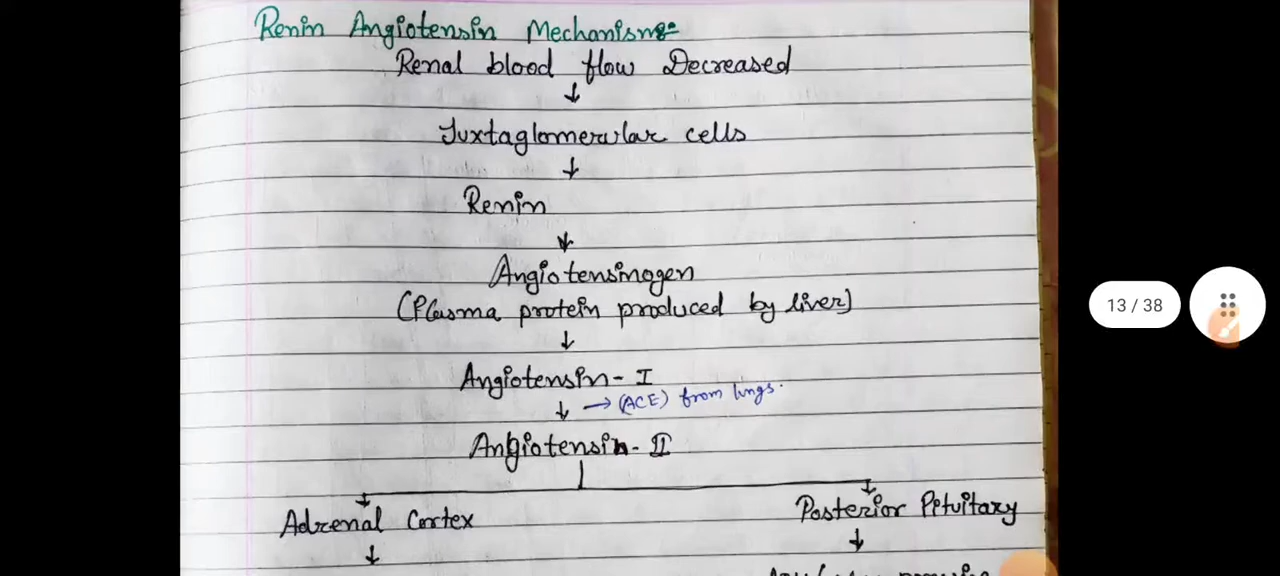 Renin Angiotensin Mechanism:-
Renal blood flow Decreased
↓
Juxtaglomerular cells
↓
Renin
↓
Angiotensinogen
(Plasma protein produced by liver)
↓
Angiotensin-I
↓ → (ACE) from lungs.
Angiotensin-II
Adrenal Cortex Posterior Pituitary
↓ ↓
13 / 38